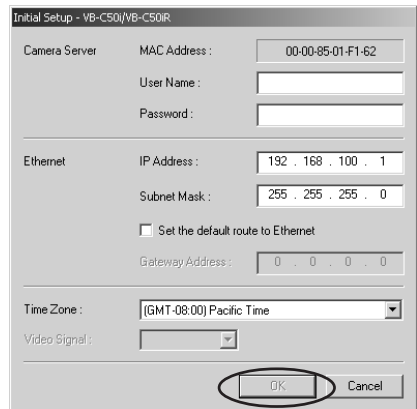 Initial Setup - VB-C50i/VB-C50iR
Camera Server MAC Address : 00-00-85-01-F1-62
User Name :
Password :
Ethernet IP Address : 192 . 168 . 100 . 1
Subnet Mask : 255 . 255 . 255 . 0
Set the default route to Ethernet
Gateway Address : 0 . 0 . 0 . 0
Time Zone : (GMT-08:00) Pacific Time
Video Signal :
OK Cancel